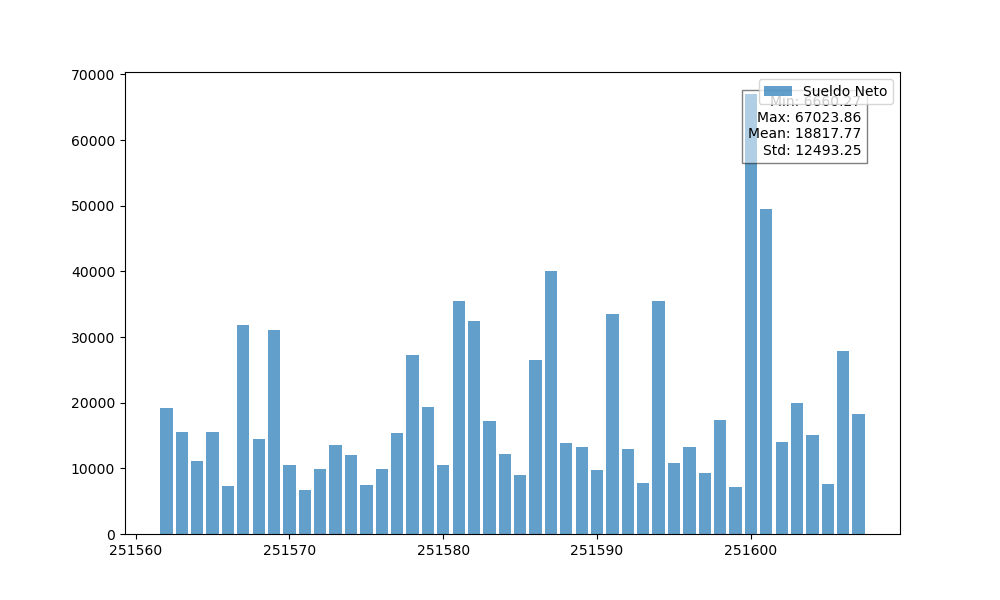 70000
60000
50000
40000
30000
20000
10000
0
251560 251570 251580 251590 251600
Sueldo Neto
Min: 6660.27
Max: 67023.86
Mean: 18817.77
Std: 12493.25